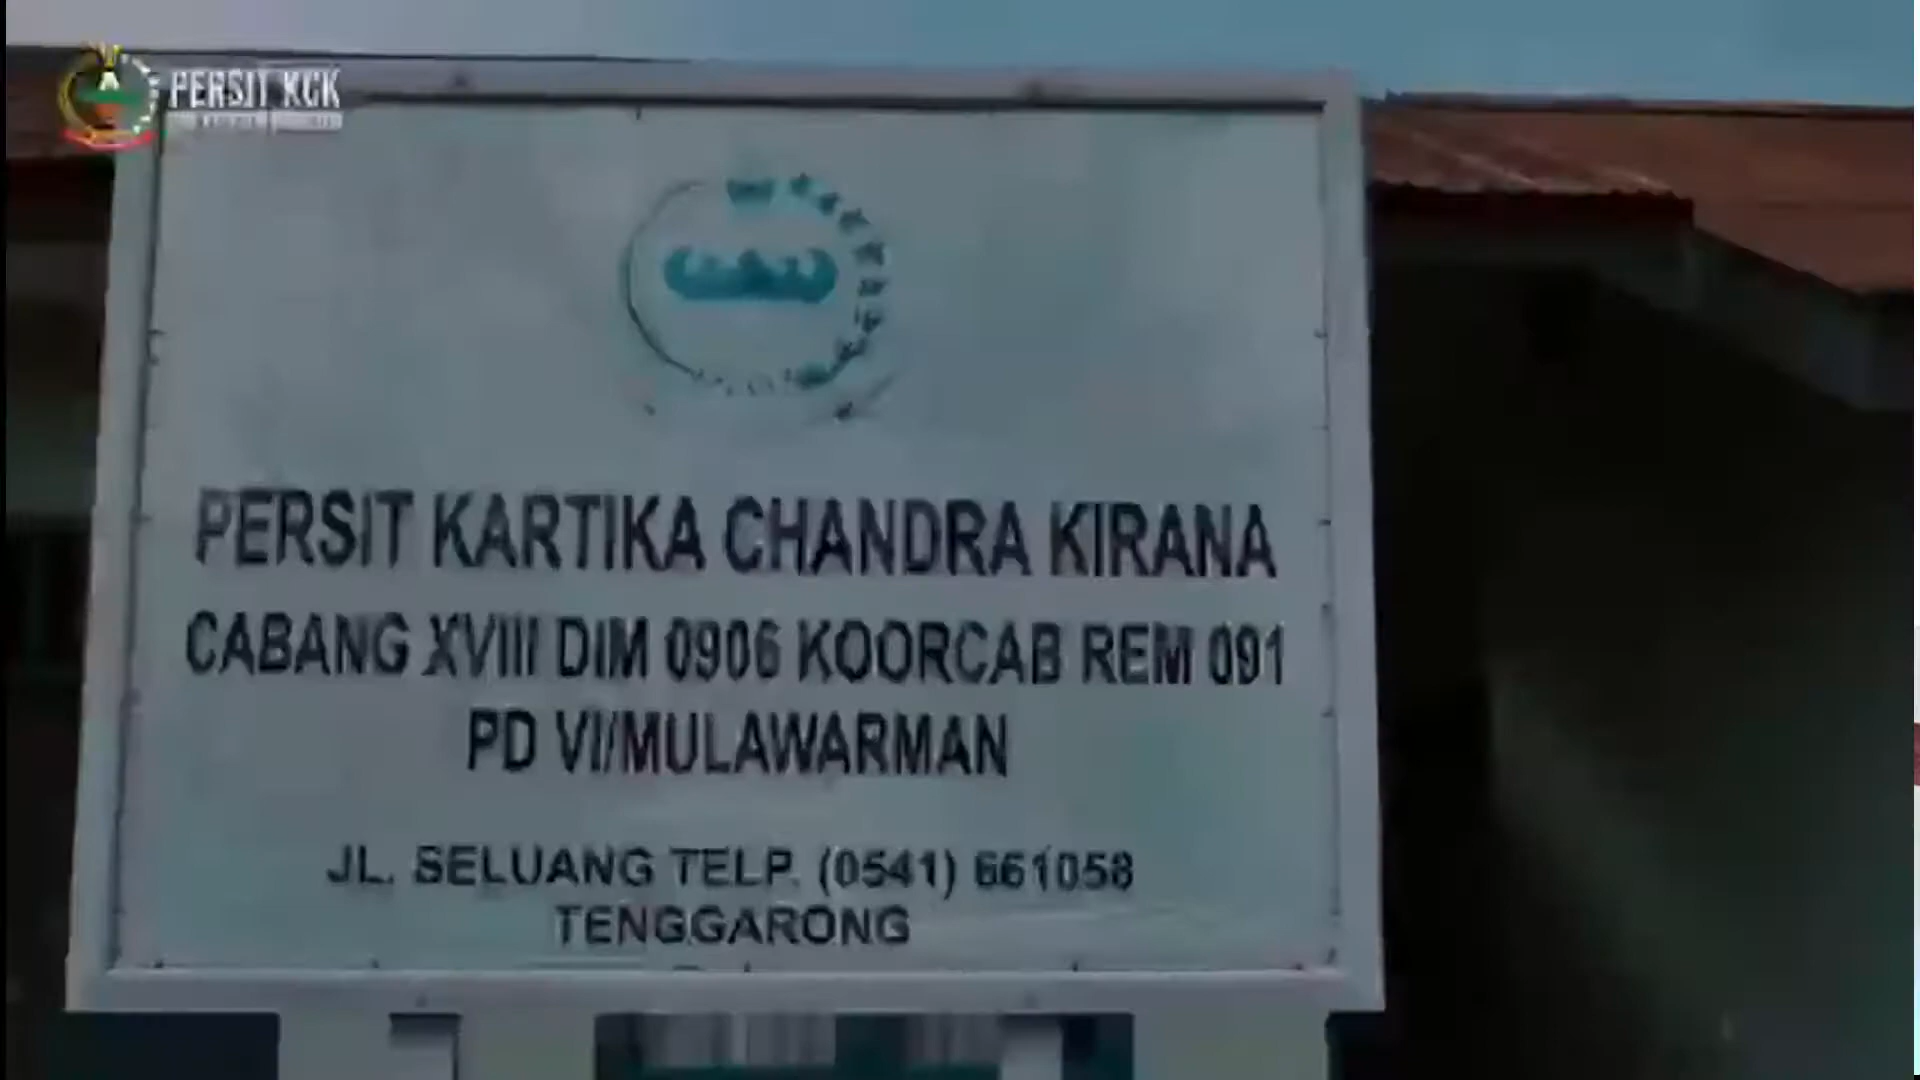 PERSIT KCK
PERSIT KARTIKA CHANDRA KIRANA
CABANG XVIII DIM 0906 KOORCAB REM 091
PD VI/MULAWARMAN
JL. SELUANG TELP. (0541) 661058
TENGGARONG